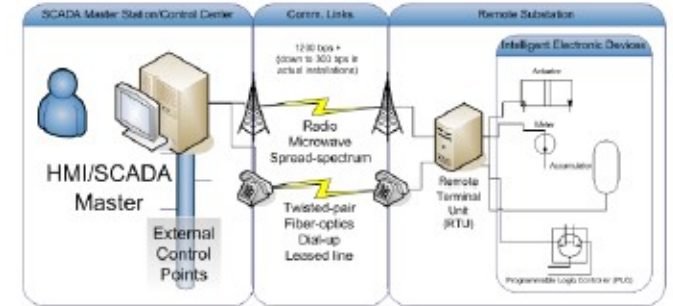 SCADA Master Station/Control Center
Comm. Links
Remote Substation
1200 bps +
(down to 300 bps in
actual installations)
Radio
Microwave
Spread-spectrum
Twisted-pair
Fiber-optics
Dial-up
Leased line
HMI/SCADA
Master
External
Control
Points
Remote
Terminal
Unit
(RTU)
Intelligent Electronic Devices
Actuator
Meter
Accumulator
Programmable Logic Controller (PLC)